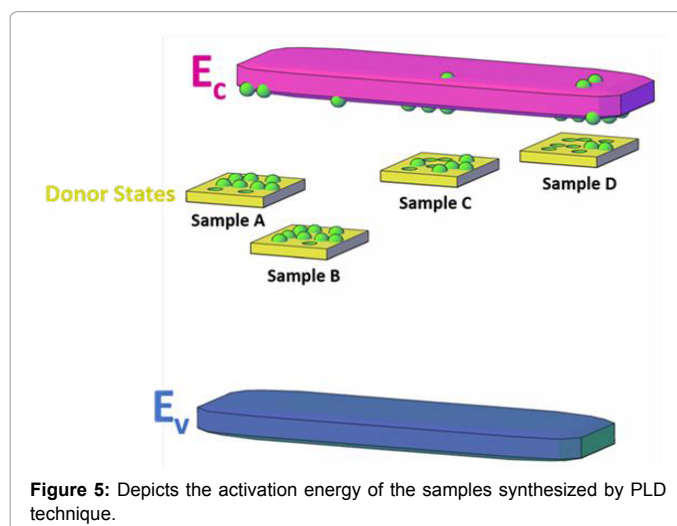 Ec
Donor States
Sample A
Sample B
Sample C
Sample D
Ev
Figure 5: Depicts the activation energy of the samples synthesized by PLD
technique.